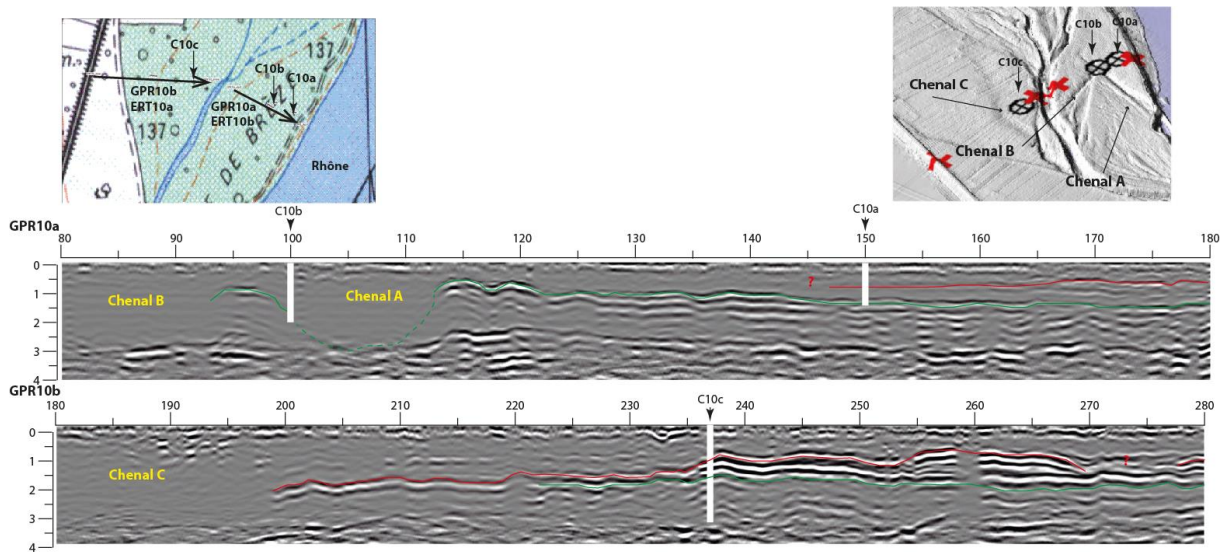 C10c
137
C10b
C10a
GPR10b
ERT10a
GPR10a
ERT10b
137
DE BRÉZ
Rhône
C10b
C10a
C10c
Chenal C
Chenal B
Chenal A
C10b
C10a
GPR10a
80 90 100 110 120 130 140 150 160 170 180
0
1
2
3
4
Chenal B
Chenal A
?
GPR10b
C10c
180 190 200 210 220 230 240 250 260 270 280
0
1
2
3
4
Chenal C
?